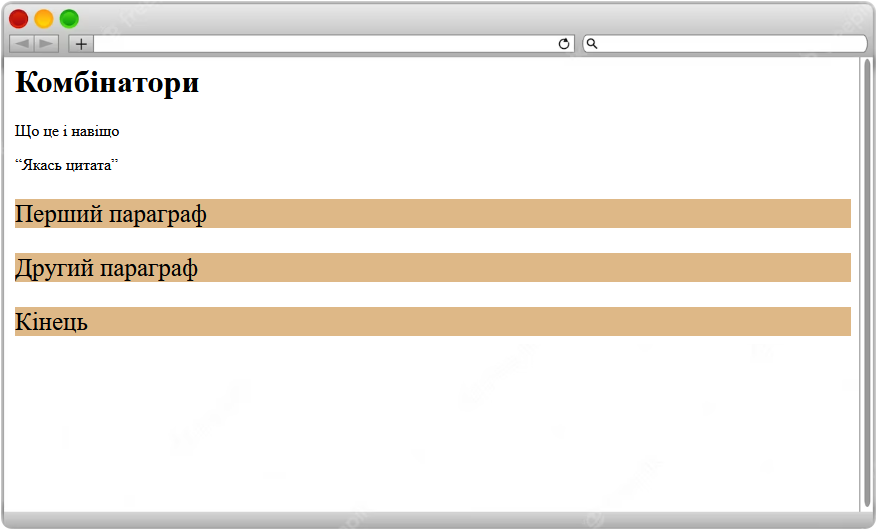 Комбінатори
Що це і навіщо
“Якась цитата”
Перший параграф
Другий параграф
Кінець